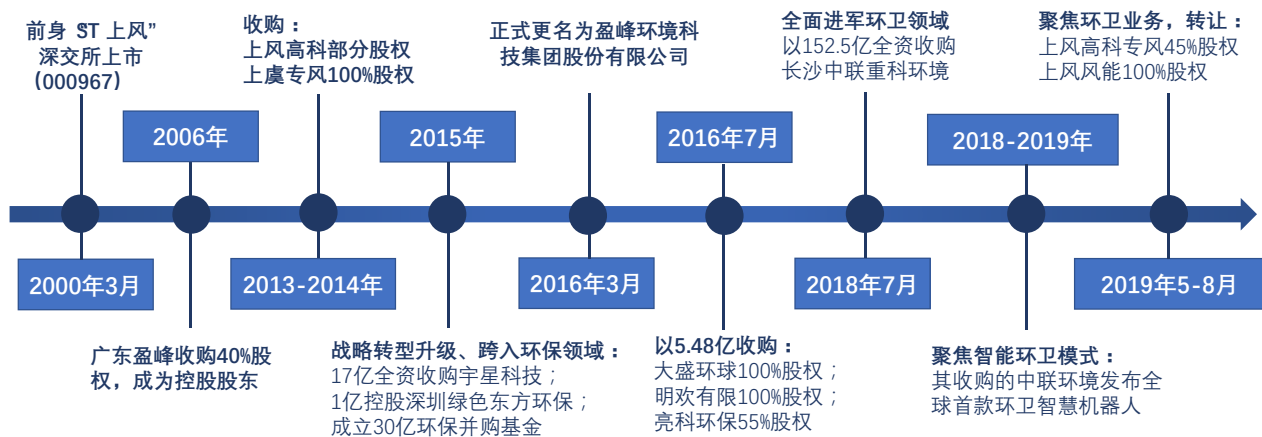 前身“ST 上风”
深交所上市
(000967)
2000年3月
2006年
广东盈峰收购40%股
权，成为控股股东
收购：
上风高科部分股权
上虞专风100%股权
2013-2014年
2015年
战略转型升级、跨入环保领域：
17亿全资收购宇星科技；
1亿控股深圳绿色东方环保；
成立30亿环保并购基金
正式更名为盈峰环境科
技集团股份有限公司
2016年3月
2016年7月
以5.48亿收购：
大盛环球100%股权；
明欢有限100%股权；
亮科环保55%股权
全面进军环卫领域
以152.5亿全资收购
长沙中联重科环境
2018年7月
2018-2019年
聚焦智能环卫模式：
其收购的中联环境发布全
球首款环卫智慧机器人
聚焦环卫业务，转让：
上风高科专风45%股权
上风风能100%股权
2019年5-8月